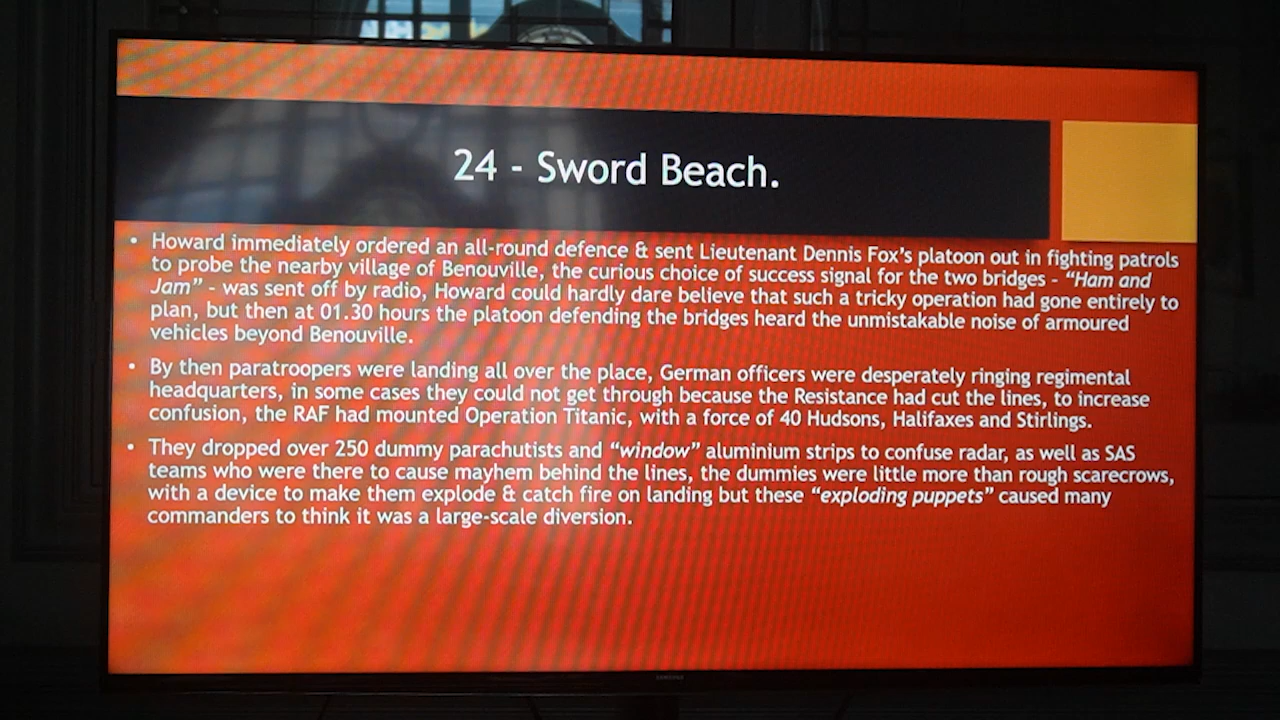 24 - Sword Beach.
• Howard immediately ordered an all-round defence & sent Lieutenant Dennis Fox's platoon out in fighting patrols
to probe the nearby village of Benouville, the curious choice of success signal for the two bridges - “Ham and
Jam” - was sent off by radio, Howard could hardly dare believe that such a tricky operation had gone entirely to
plan, but then at 01.30 hours the platoon defending the bridges heard the unmistakable noise of armoured
vehicles beyond Benouville.
• By then paratroopers were landing all over the place, German officers were desperately ringing regimental
headquarters, in some cases they could not get through because the Resistance had cut the lines, to increase
confusion, the RAF had mounted Operation Titanic, with a force of 40 Hudsons, Halifaxes and Stirlings.
• They dropped over 250 dummy parachutists and “window” aluminium strips to confuse radar, as well as SAS
teams who were there to cause mayhem behind the lines, the dummies were little more than rough scarecrows,
with a device to make them explode & catch fire on landing but these “exploding puppets” caused many
commanders to think it was a large-scale diversion.
SAMSUNG